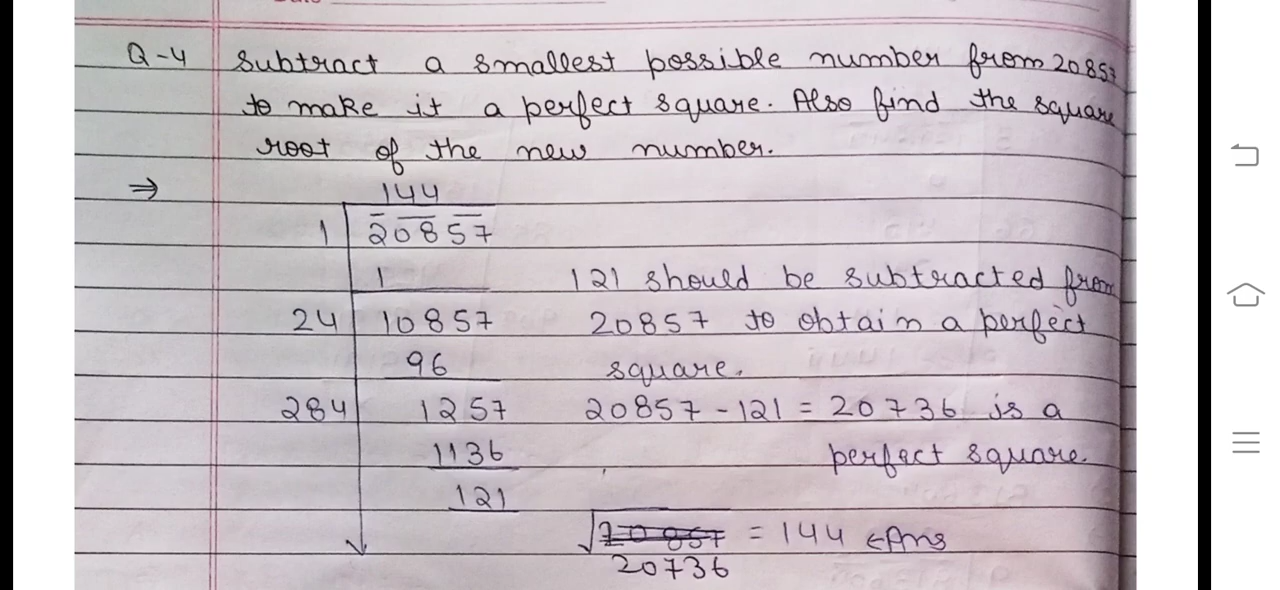 Q-4 Subtract a smallest possible number from 20857
to make it a perfect square. Also find the square
root of the new number.
⇒ 144
1 20857
1 121 should be subtracted from
24 10857 20857 to obtain a perfect
96 square.
284 1257 20857 - 121 = 20736 is a
1136 perfect square.
121
√ = 144 ←Ans
20736